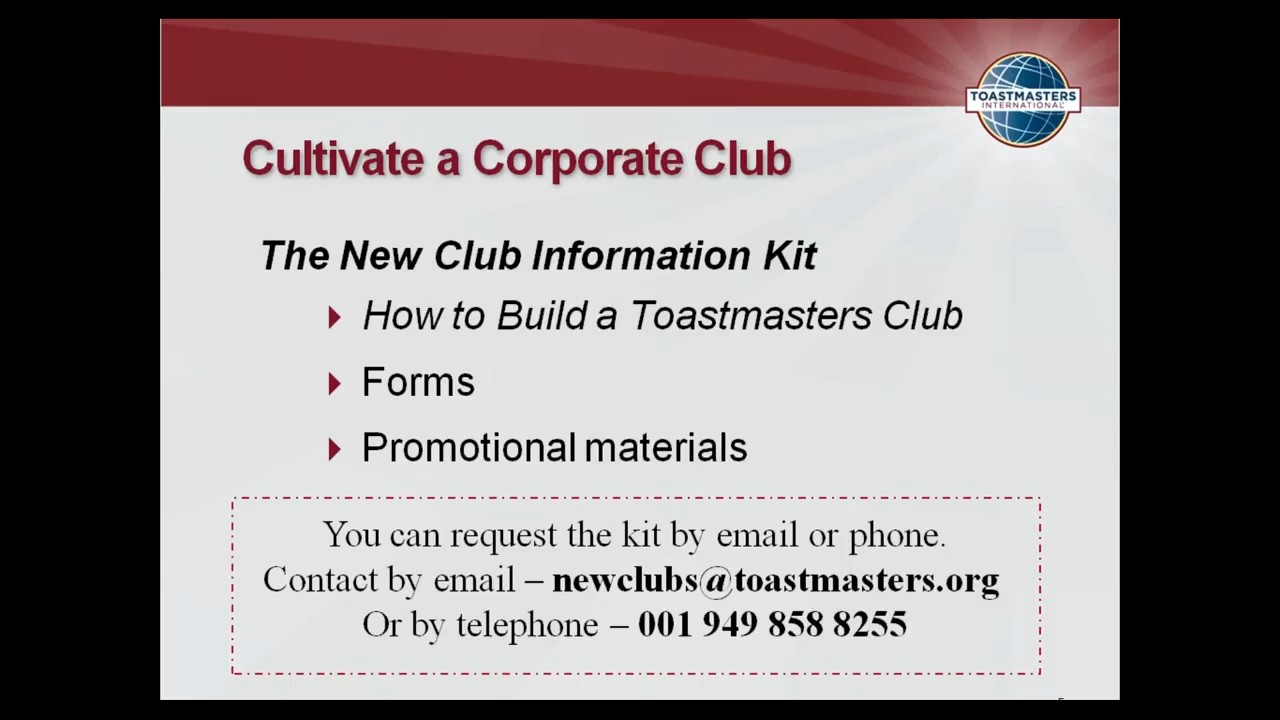 TOASTMASTERS
INTERNATIONAL
Cultivate a Corporate Club
The New Club Information Kit
How to Build a Toastmasters Club
Forms
Promotional materials
You can request the kit by email or phone.
Contact by email – newclubs@toastmasters.org
Or by telephone – 001 949 858 8255